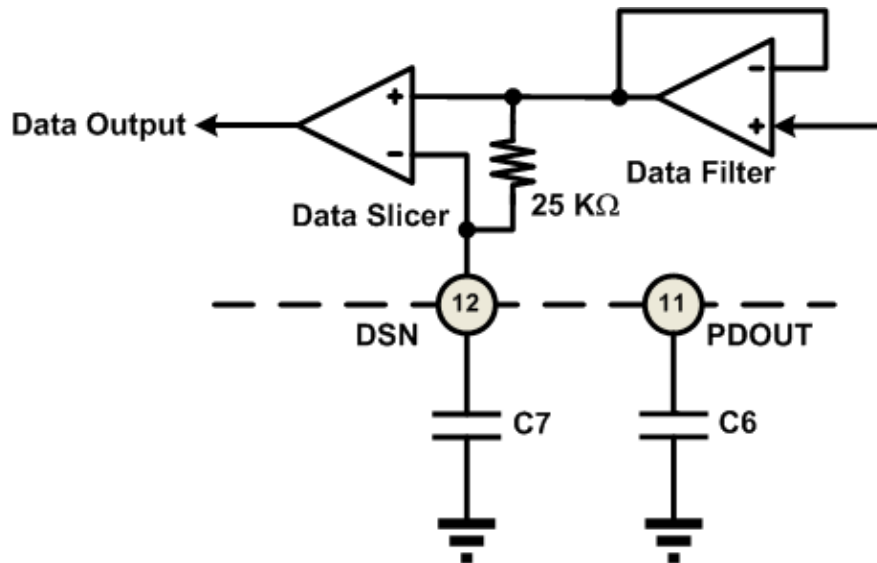 -
+
Data Output
+
-
Data Filter
25 KΩ
Data Slicer
12
11
DSN
PDOUT
C7
C6